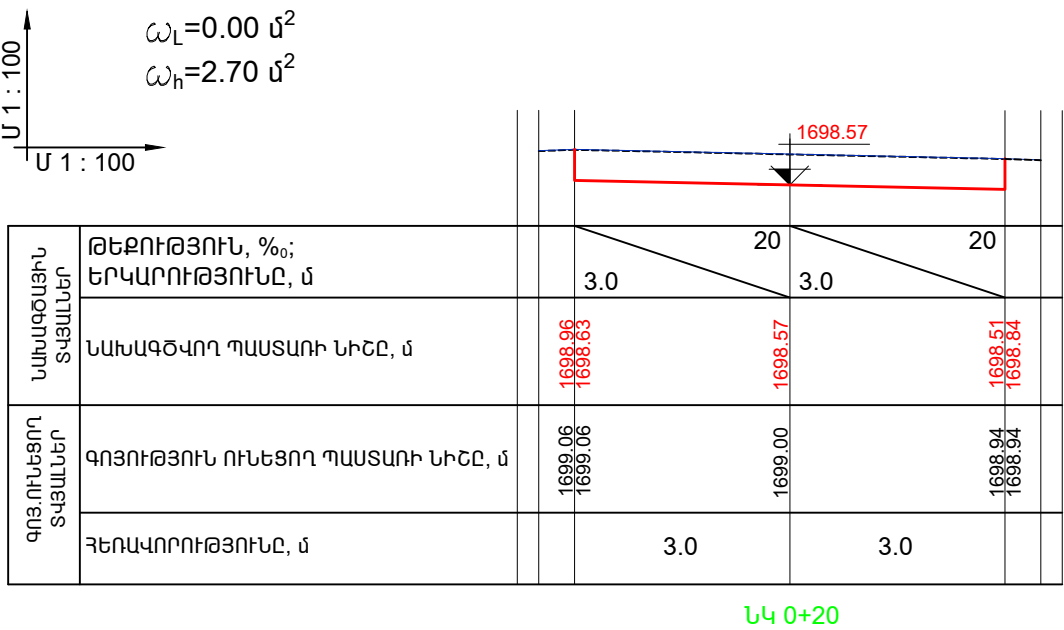 ω_L=0.00 մ²
ω_h=2.70 մ²
Մ 1 : 100
Մ 1 : 100
1698.57
ՆԱԽԱԳԾԱՅԻՆ
ՏՎՅԱԼՆԵՐ
ԹԵՔՈՒԹՅՈՒՆ, %₀;
ԵՐԿԱՐՈՒԹՅՈՒՆԸ, մ
20
3.0
20
3.0
ՆԱԽԱԳԾՎՈՂ ՊԱՍՏԱՌԻ ՆԻՇԸ, մ
1698.96
1698.63
1698.57
1698.51
1698.84
ԳՈՅ.ՈՒՆԵՑՈՂ
ՏՎՅԱԼՆԵՐ
ԳՈՅՈՒԹՅՈՒՆ ՈՒՆԵՑՈՂ ՊԱՍՏԱՌԻ ՆԻՇԸ, մ
1699.06
1699.06
1699.00
1698.94
1698.94
ՀԵՌԱՎՈՐՈՒԹՅՈՒՆԸ, մ
3.0
3.0
ՆԿ 0+20